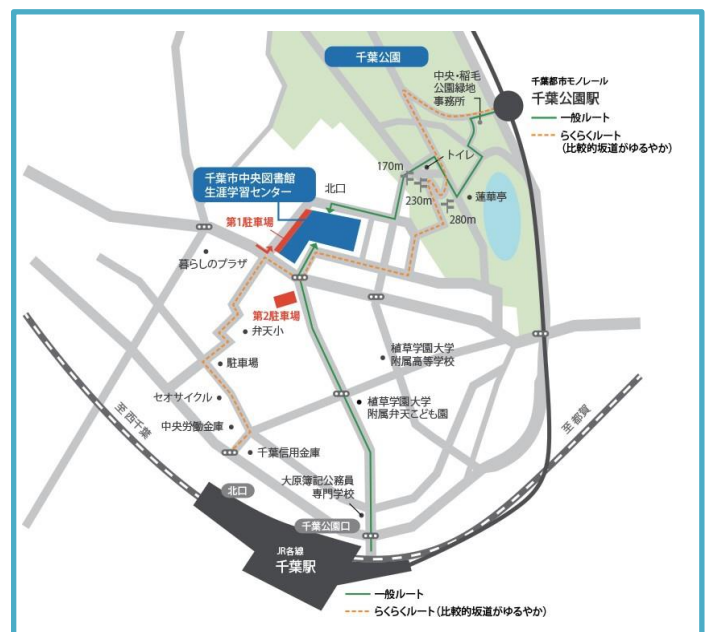 千葉公園
中央・稲毛
公園緑地
事務所
千葉都市モノレール
千葉公園駅
一般ルート
らくらくルート
(比較的坂道がゆるやか)
トイレ
170m
230m
280m
蓮華亭
千葉市中央図書館
生涯学習センター
北口
第1駐車場
暮らしのプラザ
第2駐車場
弁天小
駐車場
植草学園大学
附属高等学校
セオサイクル
植草学園大学
附属弁天こども園
中央労働金庫
至西千葉
至都賀
千葉信用金庫
大原簿記公務員
専門学校
北口
千葉公園口
JR各線
千葉駅
一般ルート
らくらくルート(比較的坂道がゆるやか)